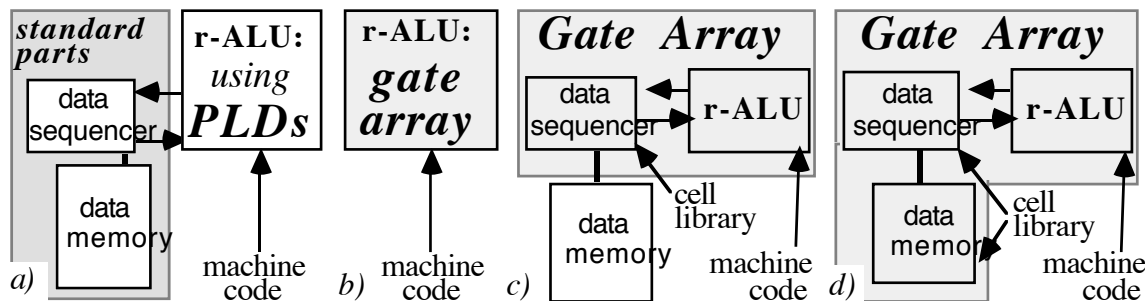 standard
parts
data
sequencer
data
memory
r-ALU:
using
PLDs
machine
code
a)
r-ALU:
gate
array
machine
code
b)
Gate Array
data
sequencer
r-ALU
data
memory
cell
library
machine
code
c)
Gate Array
data
sequencer
r-ALU
data
memor
cell
library
machine
code
d)